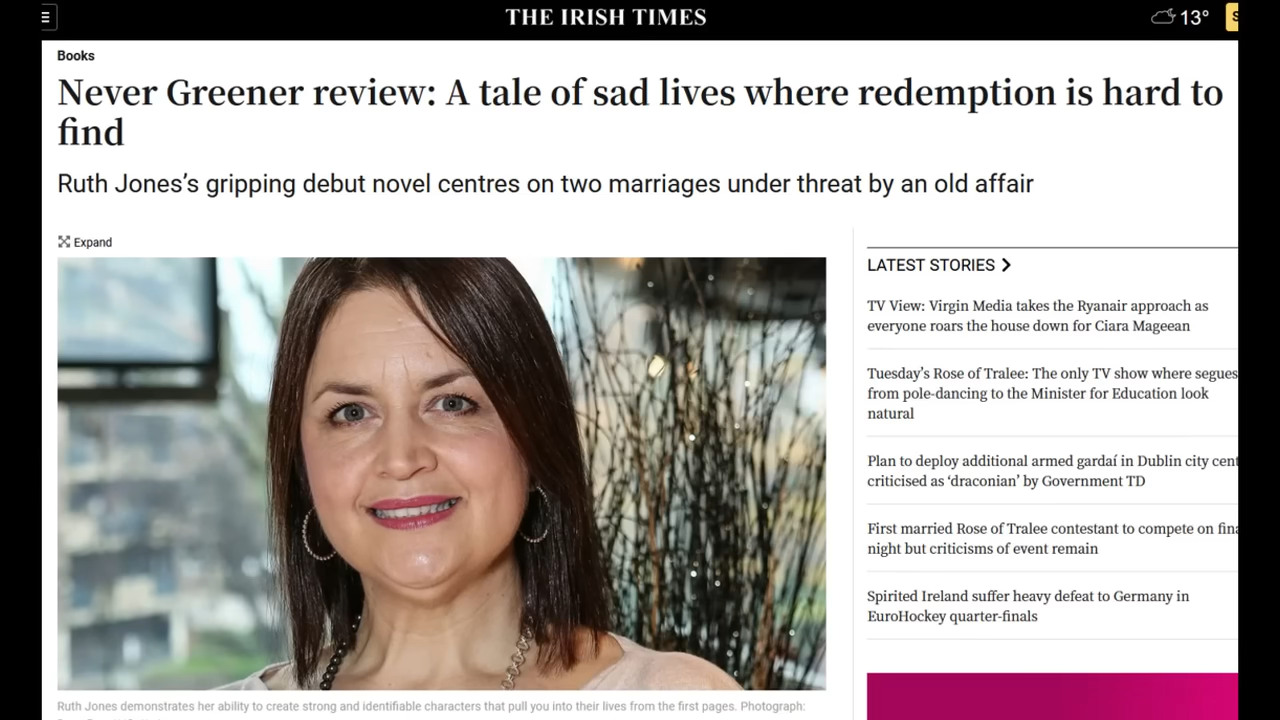 THE IRISH TIMES
13°
S
Books
Never Greener review: A tale of sad lives where redemption is hard to
find
Ruth Jones’s gripping debut novel centres on two marriages under threat by an old affair
Expand
LATEST STORIES
TV View: Virgin Media takes the Ryanair approach as
everyone roars the house down for Ciara Mageean
Tuesday’s Rose of Tralee: The only TV show where segues
from pole-dancing to the Minister for Education look
natural
Plan to deploy additional armed gardaí in Dublin city cent
criticised as ‘draconian’ by Government TD
First married Rose of Tralee contestant to compete on fina
night but criticisms of event remain
Spirited Ireland suffer heavy defeat to Germany in
EuroHockey quarter-finals
Ruth Jones demonstrates her ability to create strong and identifiable characters that pull you into their lives from the first pages. Photograph: